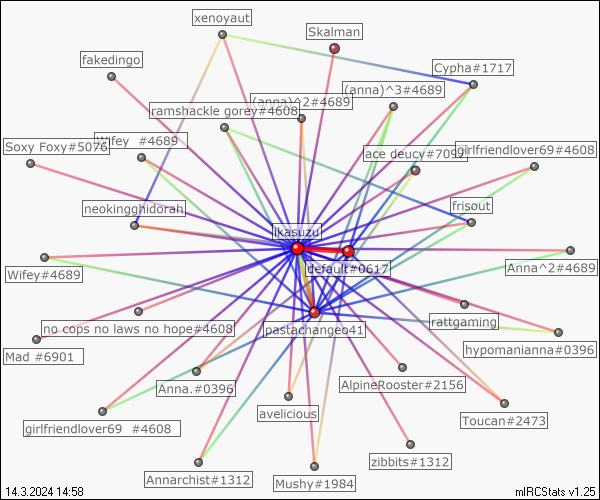 xenoyaut
Skalman
fakedingo
Cypha#1717
(anna)^3#4689
(anna)^2#4689
ramshackle gorey#4608
Wifey #4689
Soxy Foxy#5076
ace deucy#7097
girlfriendlover69#4608
neokingghidorah
frisout
ikasuzu
default#0617
Wifey#4689
Anna^2#4689
no cops no laws no hope#4608
pastachangeo41
rattgaming
Mad #6901
hypomanianna#0396
Anna.#0396
AlpineRooster#2156
avelicious
Toucan#2473
girlfriendlover69 #4608
zibbits#1312
Annarchist#1312
Mushy#1984
14.3.2024 14:58
mIRCStats v1.25